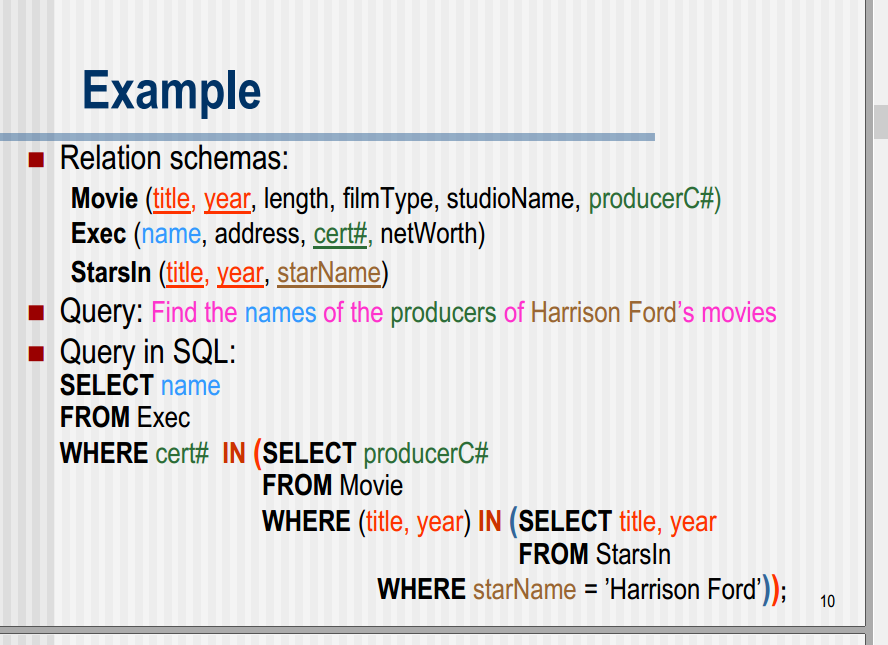 Example
Relation schemas:
Movie (title, year, length, filmType, studioName, producerC#)
Exec (name, address, cert#, netWorth)
StarsIn (title, year, starName)
Query: Find the names of the producers of Harrison Ford's movies
Query in SQL:
SELECT name
FROM Exec
WHERE cert# IN (SELECT producerC#
FROM Movie
WHERE (title, year) IN (SELECT title, year
FROM StarsIn
WHERE starName = ’Harrison Ford’));
10